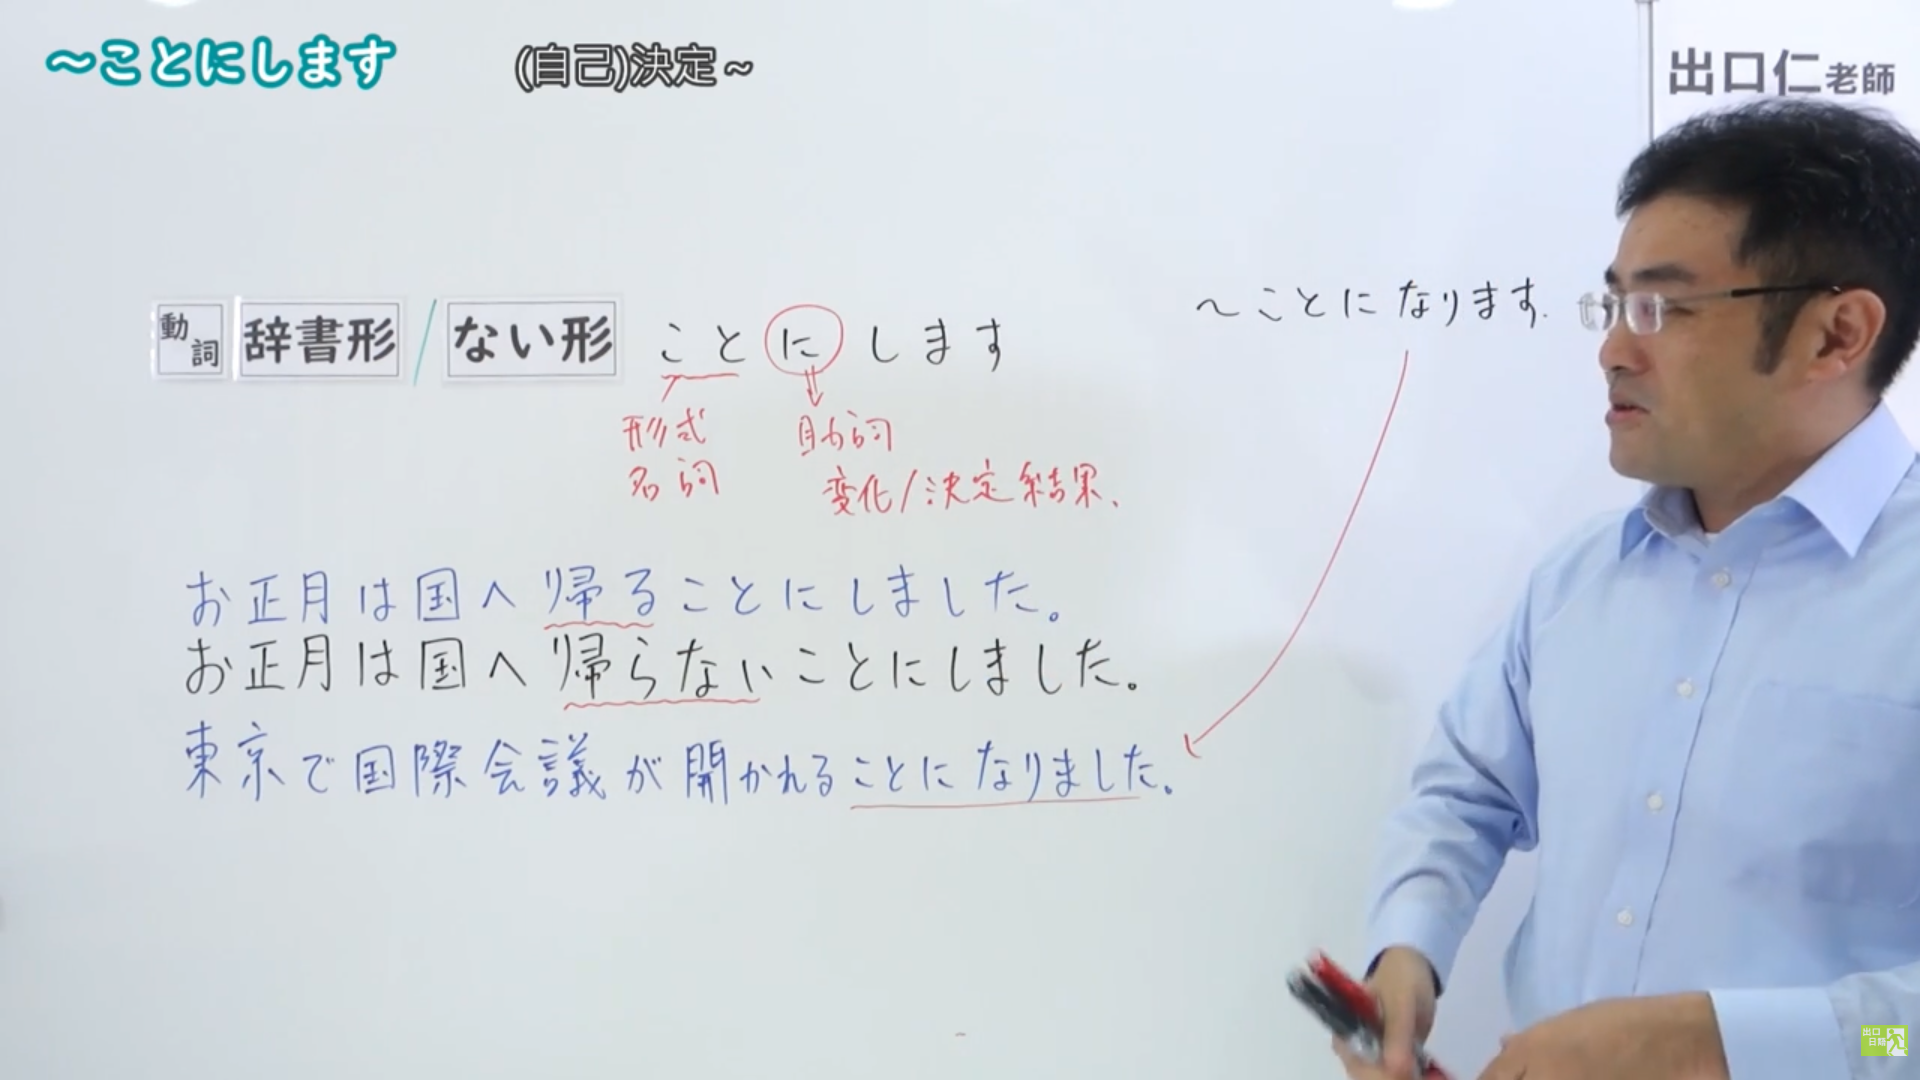 ～ことにします
(自己)決定～
出口仁老師
動詞 辞書形/ない形 ことにします
～ことになります.
形式
名詞
助詞
変化/決定結果.
お正月は国へ帰ることにしました。
お正月は国へ帰らないことにしました。
東京で国際会議が開かれることになりました。
出口
日語